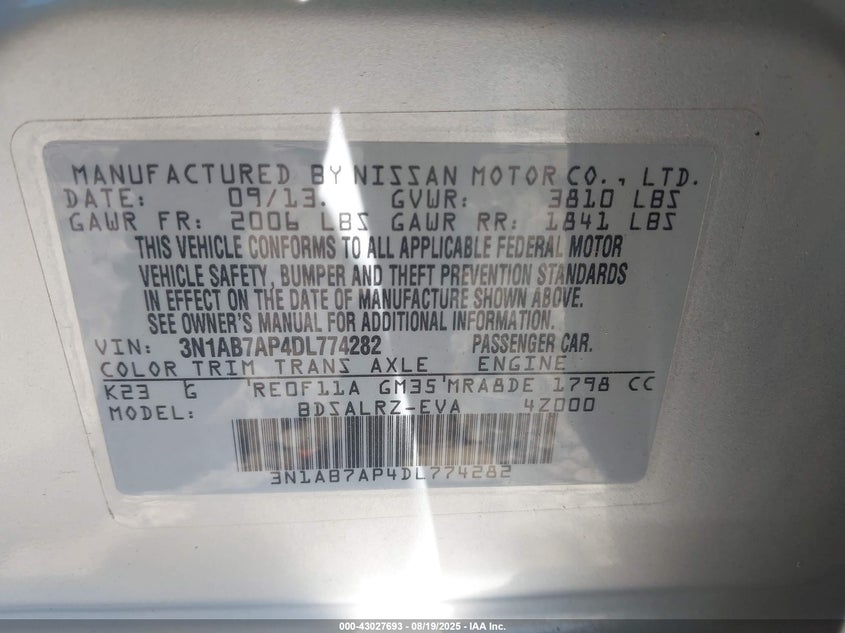 MANUFACTURED BY NISSAN MOTOR CO., LTD.
DATE: 09/13. GVWR: 3810 LBS
GAWR FR: 2006 LBS GAWR RR: 1841 LBS
THIS VEHICLE CONFORMS TO ALL APPLICABLE FEDERAL MOTOR
VEHICLE SAFETY, BUMPER AND THEFT PREVENTION STANDARDS
IN EFFECT ON THE DATE OF MANUFACTURE SHOWN ABOVE.
SEE OWNER'S MANUAL FOR ADDITIONAL INFORMATION.
VIN: 3N1AB7AP4DL774282 PASSENGER CAR.
COLOR TRIM TRANS AXLE ENGINE
K23 G RE0F11A GM35 MRA8DE 1798 CC
MODEL: BDSALRZ-EVA 4Z000
3N1AB7AP4DL774282
000-43027693 - 08/19/2025 - IAA Inc.